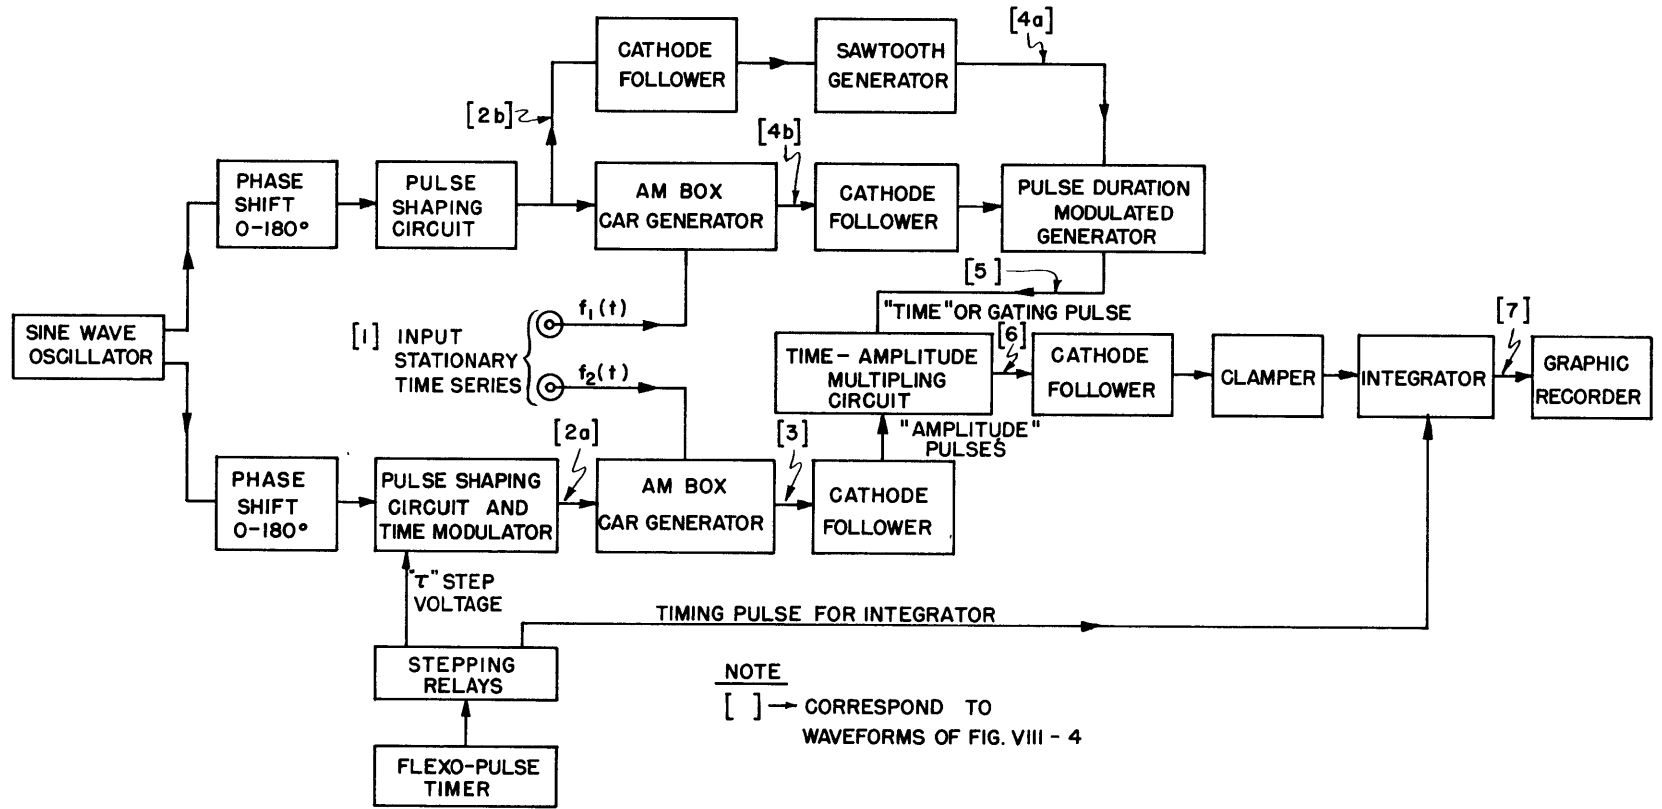 [4a]
CATHODE
FOLLOWER
SAWTOOTH
GENERATOR
[2b]
[4b]
PHASE
SHIFT
0-180°
PULSE
SHAPING
CIRCUIT
AM BOX
CAR GENERATOR
CATHODE
FOLLOWER
PULSE DURATION
MODULATED
GENERATOR
[5]
"TIME" OR GATING PULSE
SINE WAVE
OSCILLATOR
[1] INPUT
STATIONARY
TIME SERIES
f₁(t)
f₂(t)
TIME- AMPLITUDE
MULTIPLING
CIRCUIT
[6]
CATHODE
FOLLOWER
CLAMPER
INTEGRATOR
[7]
GRAPHIC
RECORDER
"AMPLITUDE"
PULSES
PHASE
SHIFT
0-180°
PULSE SHAPING
CIRCUIT AND
TIME MODULATOR
[2a]
AM BOX
CAR GENERATOR
[3]
CATHODE
FOLLOWER
"τ" STEP
VOLTAGE
TIMING PULSE FOR INTEGRATOR
STEPPING
RELAYS
FLEXO-PULSE
TIMER
NOTE
[ ]→ CORRESPOND TO
WAVEFORMS OF FIG. VIII - 4